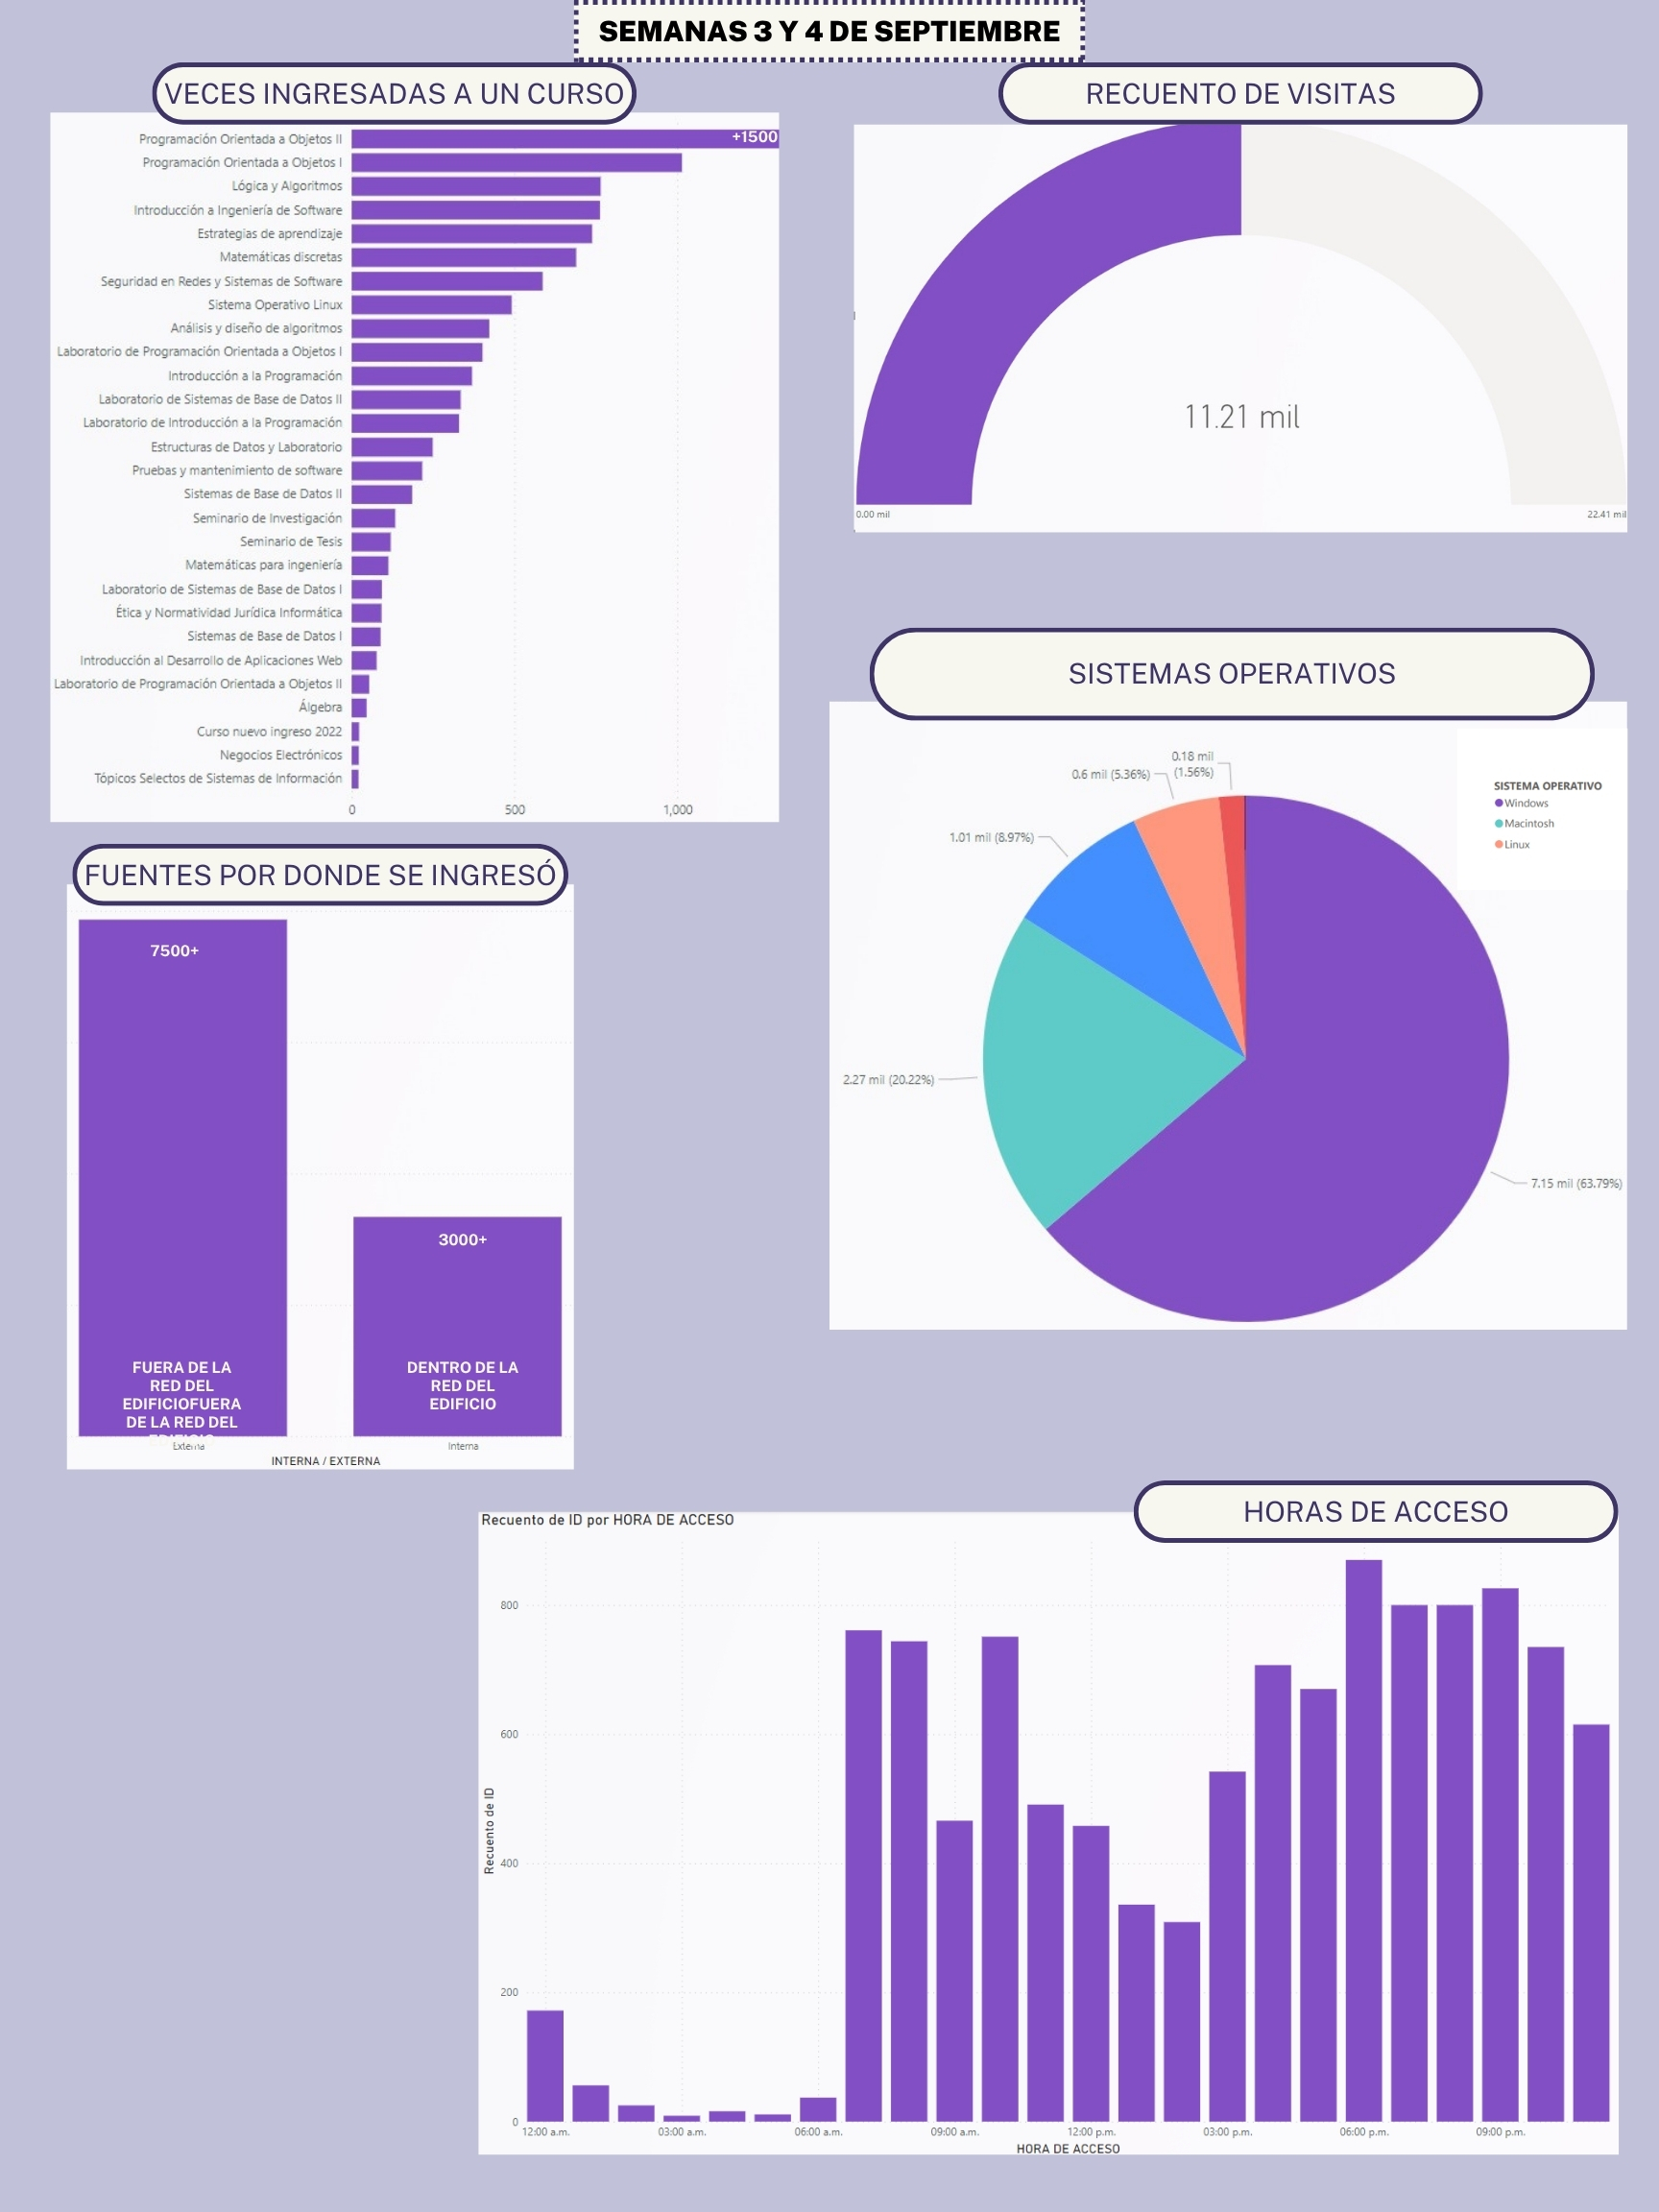 SEMANAS 3 Y 4 DE SEPTIEMBRE
VECES INGRESADAS A UN CURSO
Programación Orientada a Objetos II
+1500
Programación Orientada a Objetos I
Lógica y Algoritmos
Introducción a Ingeniería de Software
Estrategias de aprendizaje
Matemáticas discretas
Seguridad en Redes y Sistemas de Software
Sistema Operativo Linux
Análisis y diseño de algoritmos
Laboratorio de Programación Orientada a Objetos I
Introducción a la Programación
Laboratorio de Sistemas de Base de Datos II
Laboratorio de Introducción a la Programación
Estructuras de Datos y Laboratorio
Pruebas y mantenimiento de software
Sistemas de Base de Datos II
Seminario de Investigación
Seminario de Tesis
Matemáticas para ingeniería
Laboratorio de Sistemas de Base de Datos I
Ética y Normatividad Jurídica Informática
Sistemas de Base de Datos I
Introducción al Desarrollo de Aplicaciones Web
Laboratorio de Programación Orientada a Objetos II
Álgebra
Curso nuevo ingreso 2022
Negocios Electrónicos
Tópicos Selectos de Sistemas de Información
0 500 1,000
RECUENTO DE VISITAS
11.21 mil
0.00 mil 22.41 mil
SISTEMAS OPERATIVOS
0.18 mil
(1.56%)
0.6 mil (5.36%)
1.01 mil (8.97%)
2.27 mil (20.22%)
7.15 mil (63.79%)
SISTEMA OPERATIVO
Windows
Macintosh
Linux
FUENTES POR DONDE SE INGRESÓ
7500+
3000+
FUERA DE LA
RED DEL
EDIFICIOFUERA
DE LA RED DEL
EDIFICIO
DENTRO DE LA
RED DEL
EDIFICIO
Externa Interna
INTERNA / EXTERNA
HORAS DE ACCESO
Recuento de ID por HORA DE ACCESO
Recuento de ID
800
600
400
200
0
12:00 a.m. 03:00 a.m. 06:00 a.m. 09:00 a.m. 12:00 p.m. 03:00 p.m. 06:00 p.m. 09:00 p.m.
HORA DE ACCESO